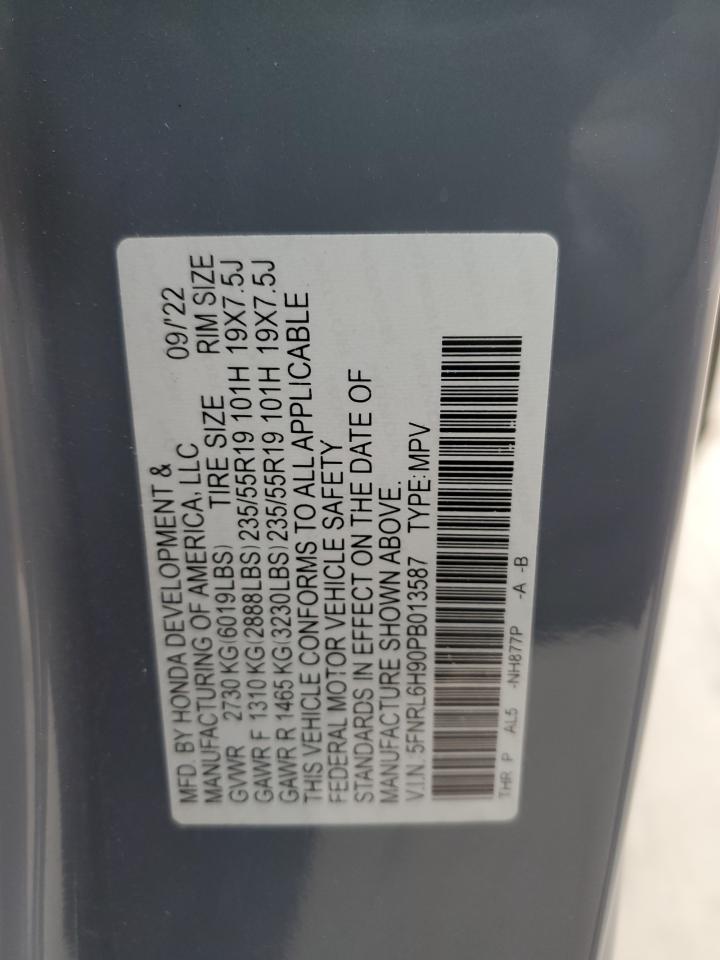 MFD. BY HONDA DEVELOPMENT & 09/'22
MANUFACTURING OF AMERICA, LLC
TIRE SIZE RIM SIZE
GVWR 2730 KG(6019LBS)
GAWR F 1310 KG(2888LBS) 235/55R19 101H 19X7.5J
GAWR R 1465 KG(3230LBS) 235/55R19 101H 19X7.5J
THIS VEHICLE CONFORMS TO ALL APPLICABLE
FEDERAL MOTOR VEHICLE SAFETY
STANDARDS IN EFFECT ON THE DATE OF
MANUFACTURE SHOWN ABOVE.
V.I.N.: 5FNRL6H90PB013587 TYPE: MPV
THR P AL5 -NH877P -A -B